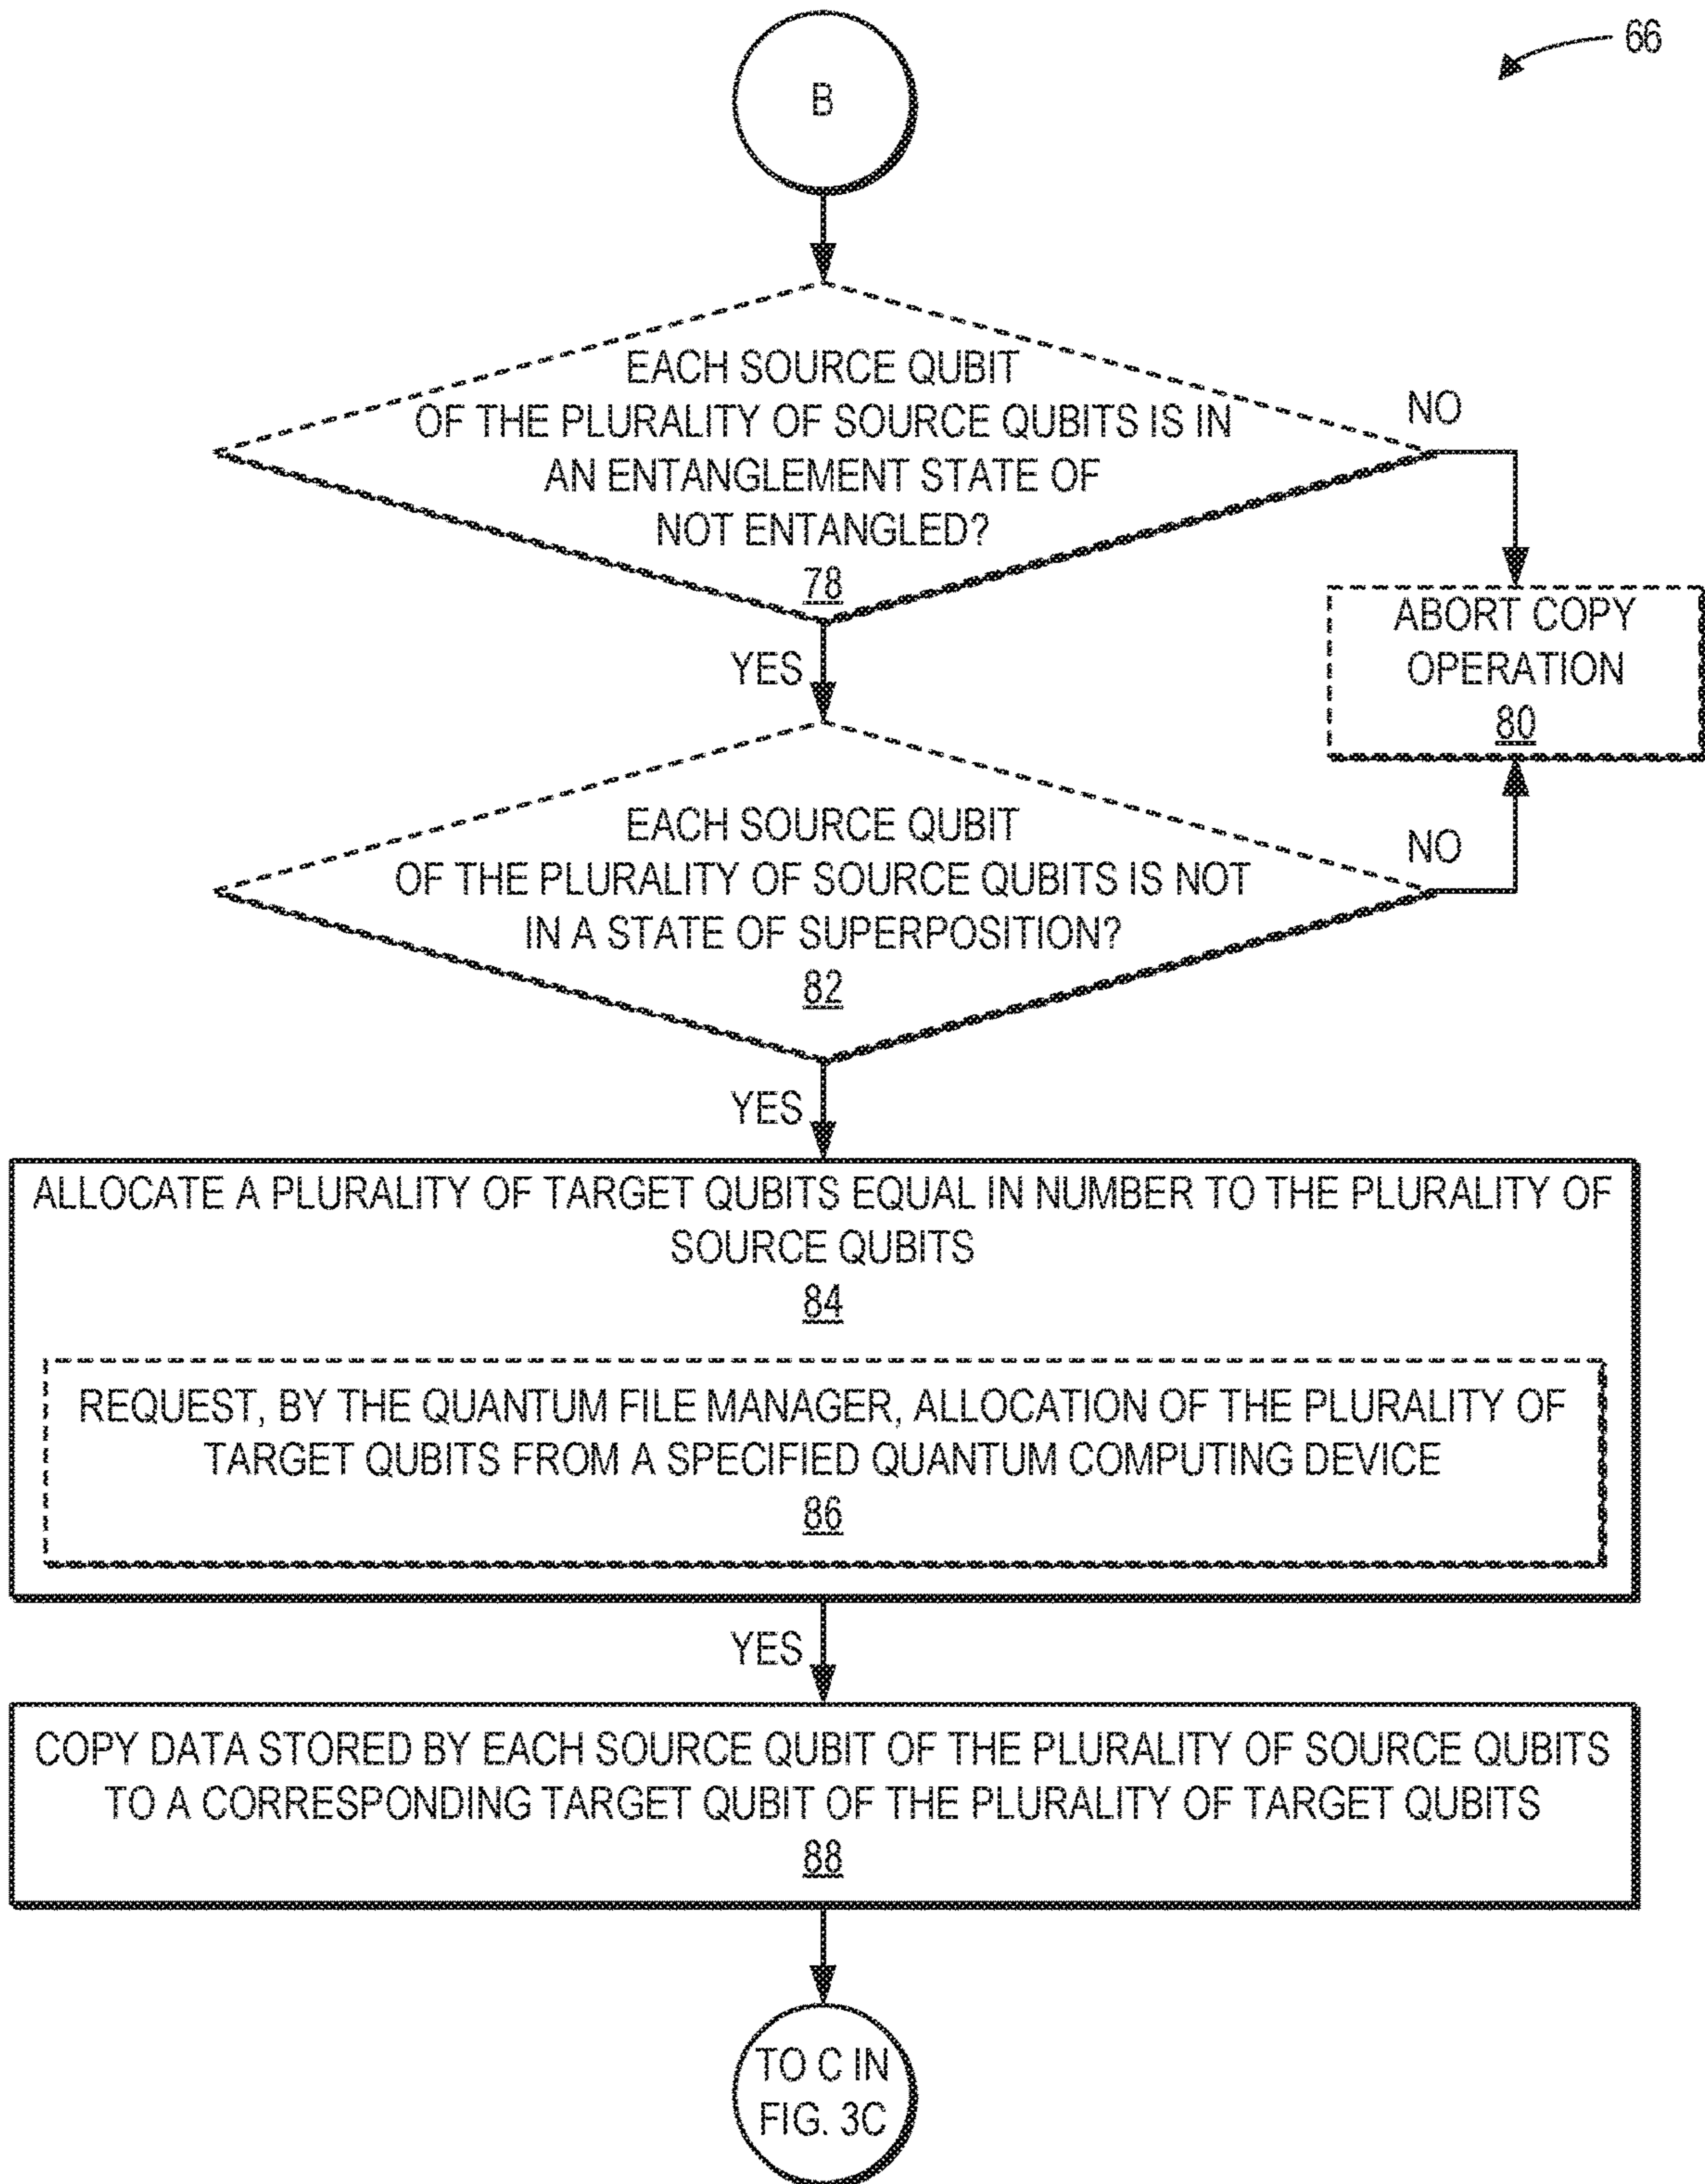 66
B
EACH SOURCE QUBIT
OF THE PLURALITY OF SOURCE QUBITS IS IN
AN ENTANGLEMENT STATE OF
NOT ENTANGLED?
78
NO
YES
ABORT COPY
OPERATION
80
EACH SOURCE QUBIT
OF THE PLURALITY OF SOURCE QUBITS IS NOT
IN A STATE OF SUPERPOSITION?
82
NO
YES
ALLOCATE A PLURALITY OF TARGET QUBITS EQUAL IN NUMBER TO THE PLURALITY OF
SOURCE QUBITS
84
REQUEST, BY THE QUANTUM FILE MANAGER, ALLOCATION OF THE PLURALITY OF
TARGET QUBITS FROM A SPECIFIED QUANTUM COMPUTING DEVICE
86
YES
COPY DATA STORED BY EACH SOURCE QUBIT OF THE PLURALITY OF SOURCE QUBITS
TO A CORRESPONDING TARGET QUBIT OF THE PLURALITY OF TARGET QUBITS
88
TO C IN
FIG. 3C